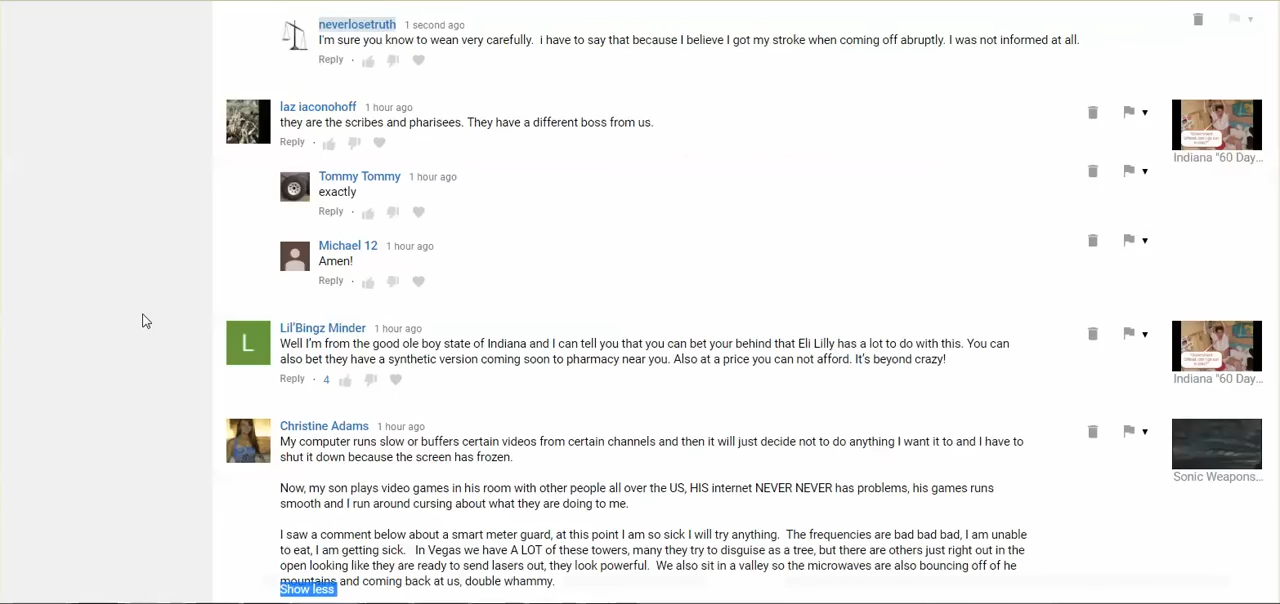 neverlosetruth 1 second ago
I'm sure you know to wean very carefully. i have to say that because I believe I got my stroke when coming off abruptly. I was not informed at all.
Reply ·
laz iaconohoff 1 hour ago
they are the scribes and pharisees. They have a different boss from us.
Reply ·
Indiana "60 Day...
Tommy Tommy 1 hour ago
exactly
Reply ·
Michael 12 1 hour ago
Amen!
Reply ·
L
Lil'Bingz Minder 1 hour ago
Well I'm from the good ole boy state of Indiana and I can tell you that you can bet your behind that Eli Lilly has a lot to do with this. You can
also bet they have a synthetic version coming soon to pharmacy near you. Also at a price you can not afford. It's beyond crazy!
Reply · 4
Indiana "60 Day...
Christine Adams 1 hour ago
My computer runs slow or buffers certain videos from certain channels and then it will just decide not to do anything I want it to and I have to
shut it down because the screen has frozen.
Sonic Weapons...
Now, my son plays video games in his room with other people all over the US, HIS internet NEVER NEVER has problems, his games runs
smooth and I run around cursing about what they are doing to me.
I saw a comment below about a smart meter guard, at this point I am so sick I will try anything. The frequencies are bad bad bad, I am unable
to eat, I am getting sick. In Vegas we have A LOT of these towers, many they try to disguise as a tree, but there are others just right out in the
open looking like they are ready to send lasers out, they look powerful. We also sit in a valley so the microwaves are also bouncing off of he
mountains and coming back at us, double whammy.
Show less